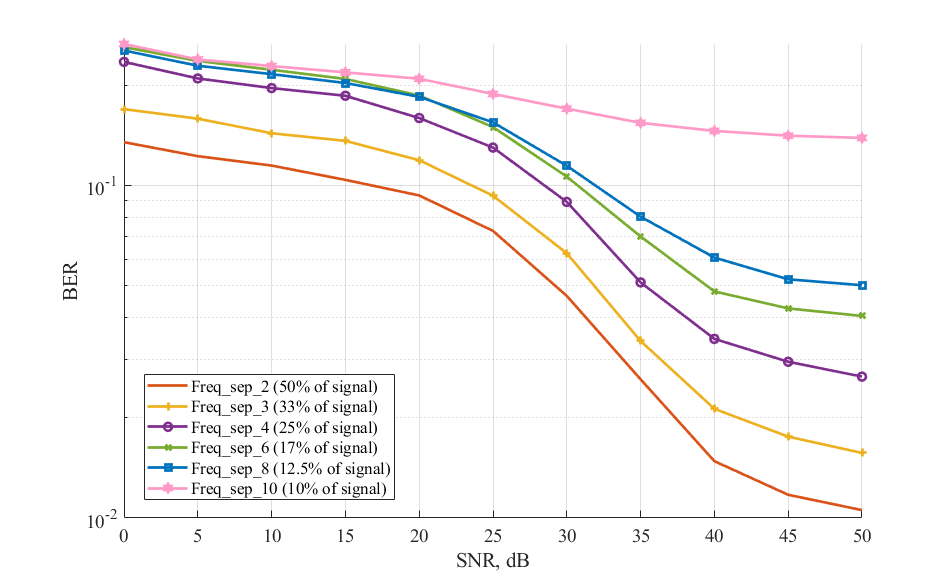 BER
10^-1
10^-2
Freq_sep_2 (50% of signal)
Freq_sep_3 (33% of signal)
Freq_sep_4 (25% of signal)
Freq_sep_6 (17% of signal)
Freq_sep_8 (12.5% of signal)
Freq_sep_10 (10% of signal)
0 5 10 15 20 25 30 35 40 45 50
SNR, dB